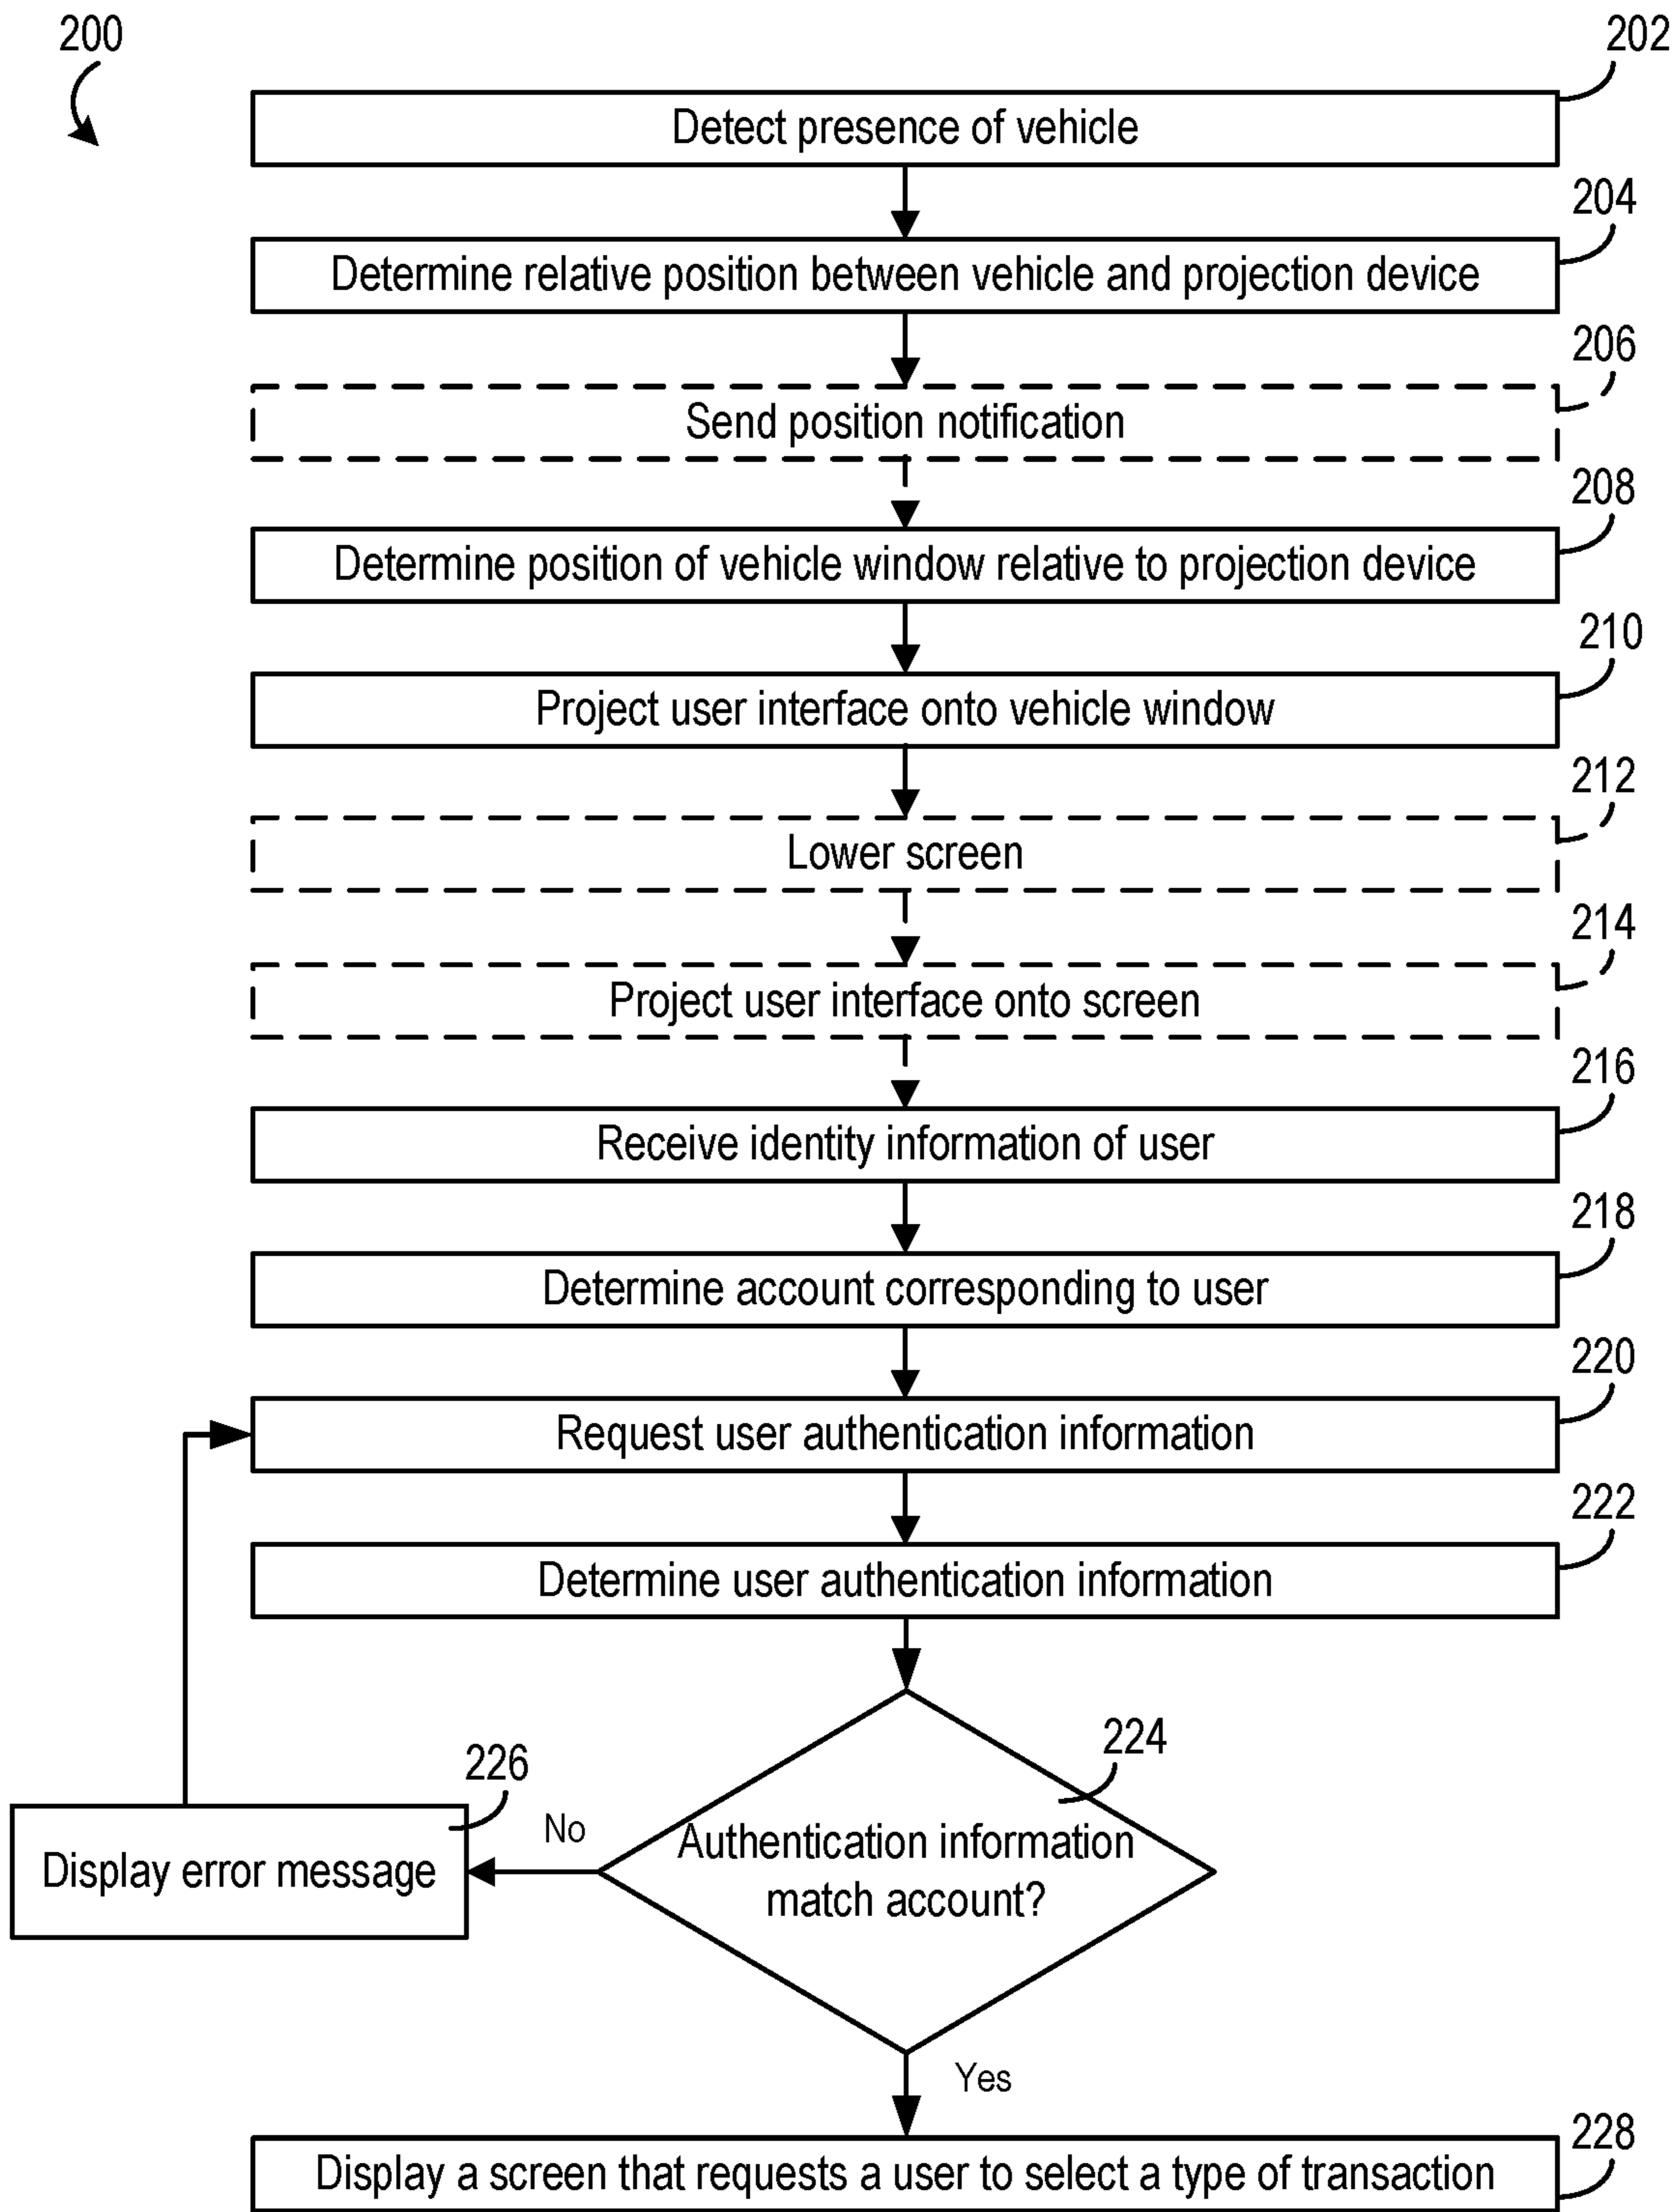 200
202
Detect presence of vehicle
204
Determine relative position between vehicle and projection device
206
Send position notification
208
Determine position of vehicle window relative to projection device
210
Project user interface onto vehicle window
212
Lower screen
214
Project user interface onto screen
216
Receive identity information of user
218
Determine account corresponding to user
220
Request user authentication information
222
Determine user authentication information
224
226
No
Authentication information
match account?
Display error message
Yes
228
Display a screen that requests a user to select a type of transaction